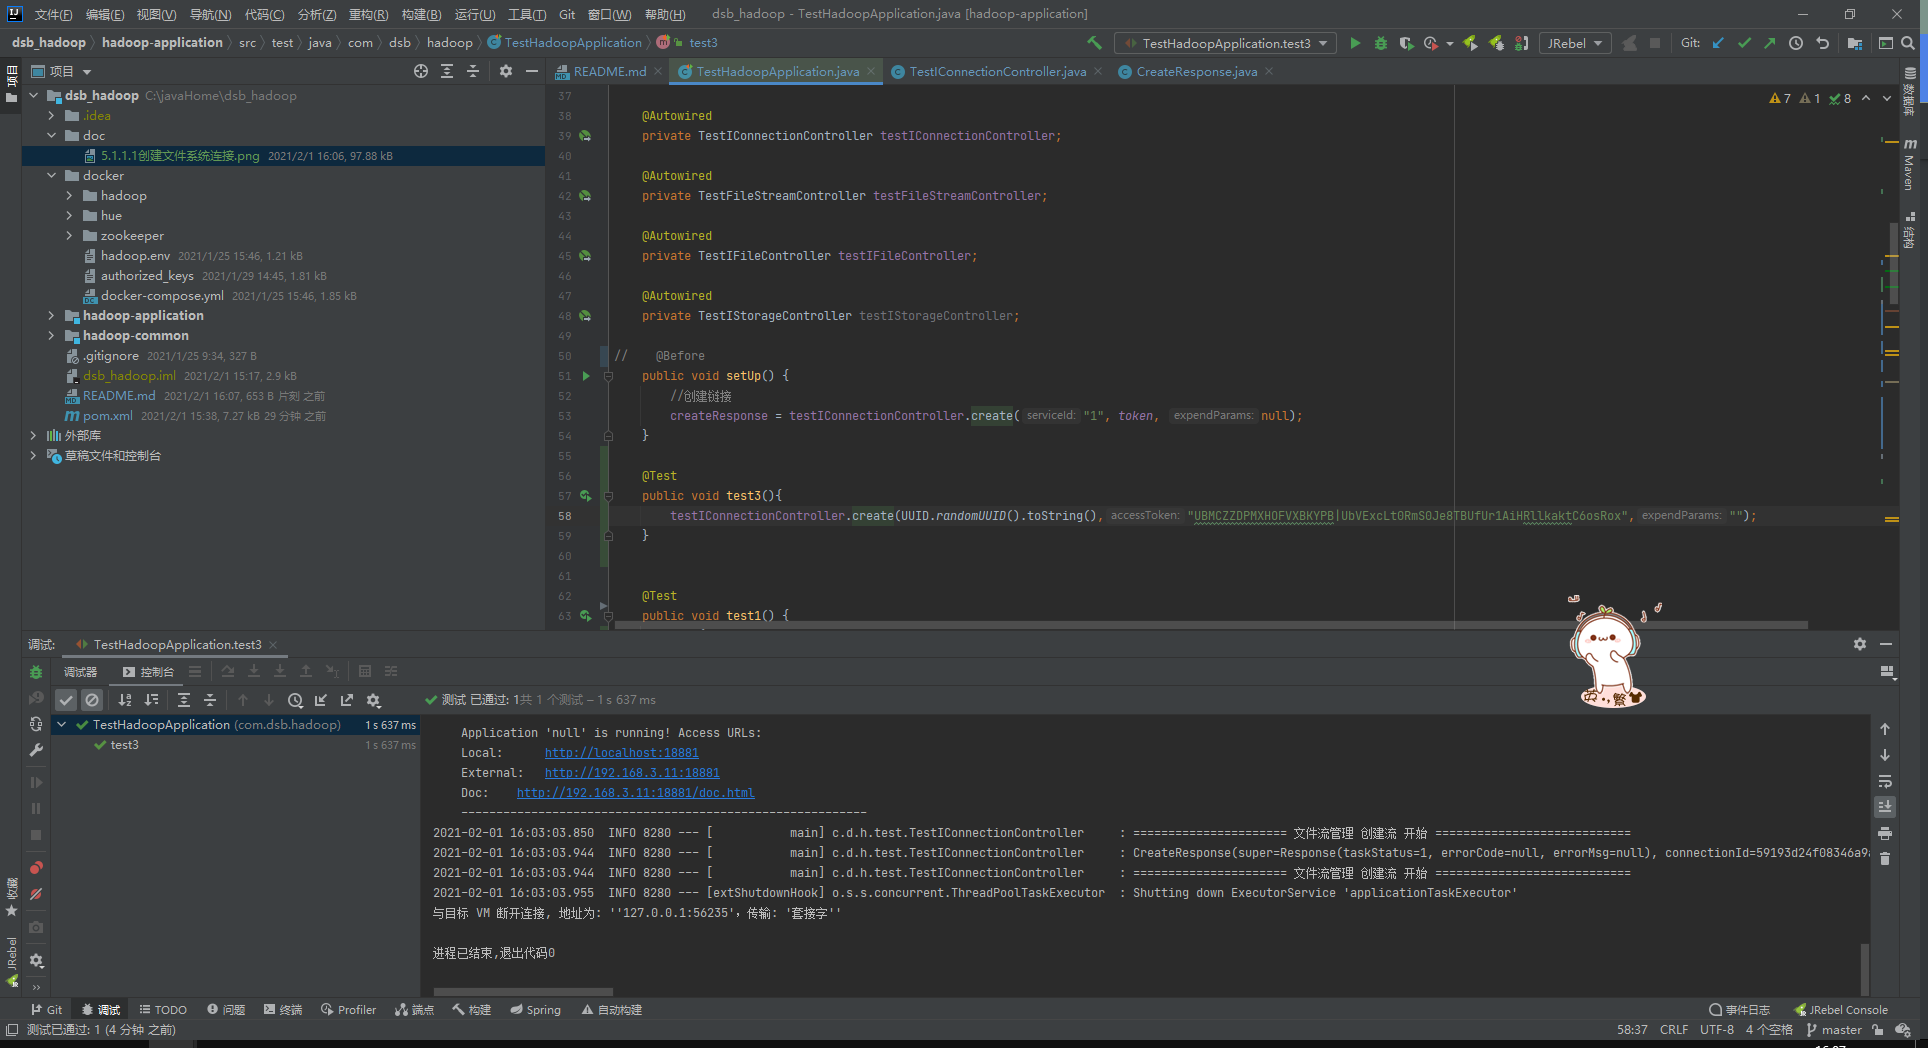 文件(F) 编辑(E) 视图(V) 导航(N) 代码(C) 分析(Z) 重构(R) 构建(B) 运行(U) 工具(T) Git 窗口(W) 帮助(H) dsb_hadoop - TestHadoopApplication.java [hadoop-application]
dsb_hadoop hadoop-application src test java com dsb hadoop TestHadoopApplication test3 TestHadoopApplication.test3 JRebel Git:
项目
README.md TestHadoopApplication.java TestIConnectionController.java CreateResponse.java
dsb_hadoop C:\javaHome\dsb_hadoop
.idea
doc
5.1.1.1创建文件系统连接.png 2021/2/1 16:06, 97.88 kB
docker
hadoop
hue
zookeeper
hadoop.env 2021/1/25 15:46, 1.21 kB
authorized_keys 2021/1/29 14:45, 1.81 kB
docker-compose.yml 2021/1/25 15:46, 1.85 kB
hadoop-application
hadoop-common
.gitignore 2021/1/25 9:34, 327 B
dsb_hadoop.iml 2021/2/1 15:17, 2.9 kB
README.md 2021/2/1 16:07, 653 B 片刻 之前
pom.xml 2021/2/1 15:38, 7.27 kB 29 分钟 之前
外部库
草稿文件和控制台
7 1 8
37
38 @Autowired
39 private TestIConnectionController testIConnectionController;
40
41 @Autowired
42 private TestFileStreamController testFileStreamController;
43
44 @Autowired
45 private TestIFileController testIFileController;
46
47 @Autowired
48 private TestIStorageController testIStorageController;
49
50 // @Before
51 public void setUp() {
52 //创建链接
53 createResponse = testIConnectionController.create( serviceId: "1", token, expendParams: null);
54 }
55
56 @Test
57 public void test3(){
58 testIConnectionController.create(UUID.randomUUID().toString(), accessToken: "UBMCZZDPMXHOFVXBKYPB|UbVExcLt0RmSOJe8TBUfUr1AiHRllkaktC6osRox", expendParams: "");
59 }
60
61
62 @Test
63 public void test1() {
项目
收藏
JRebel
数据库
Maven
结构
调试: TestHadoopApplication.test3
调试器 控制台
测试 已通过: 1共 1 个测试 – 1 s 637 ms
TestHadoopApplication (com.dsb.hadoop) 1 s 637 ms
test3 1 s 637 ms
Application 'null' is running! Access URLs:
Local: http://localhost:18881
External: http://192.168.3.11:18881
Doc: http://192.168.3.11:18881/doc.html
----------------------------------------------------------
2021-02-01 16:03:03.850 INFO 8280 --- [ main] c.d.h.test.TestIConnectionController : ====================== 文件流管理 创建流 开始 ============================
2021-02-01 16:03:03.944 INFO 8280 --- [ main] c.d.h.test.TestIConnectionController : CreateResponse(super=Response(taskStatus=1, errorCode=null, errorMsg=null), connectionId=59193d24f08346a9
2021-02-01 16:03:03.944 INFO 8280 --- [ main] c.d.h.test.TestIConnectionController : ====================== 文件流管理 创建流 开始 ============================
2021-02-01 16:03:03.955 INFO 8280 --- [extShutdownHook] o.s.s.concurrent.ThreadPoolTaskExecutor : Shutting down ExecutorService 'applicationTaskExecutor'
与目标 VM 断开连接, 地址为: ''127.0.0.1:56235', 传输: '套接字''
进程已结束,退出代码0
英 ., 繁
Git 调试 TODO 问题 终端 Profiler 端点 构建 Spring 自动构建 事件日志 JRebel Console
测试已通过: 1 (4 分钟 之前) 58:37 CRLF UTF-8 4 个空格 master